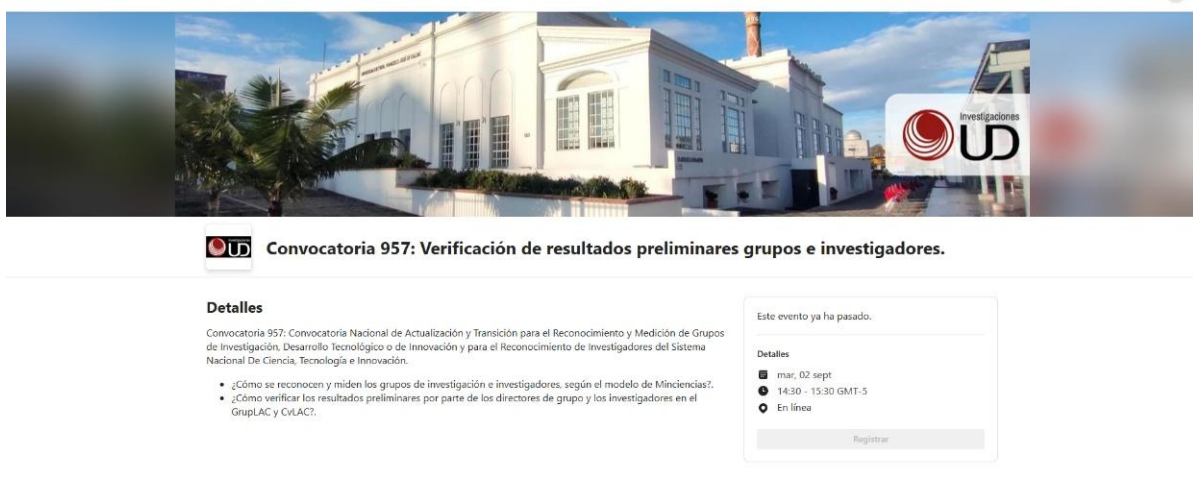 Investigaciones
UD
UD
Convocatoria 957: Verificación de resultados preliminares grupos e investigadores.
Detalles
Convocatoria 957: Convocatoria Nacional de Actualización y Transición para el Reconocimiento y Medición de Grupos
de Investigación, Desarrollo Tecnológico o de Innovación y para el Reconocimiento de Investigadores del Sistema
Nacional De Ciencia, Tecnología e Innovación.
• ¿Cómo se reconocen y miden los grupos de investigación e investigadores, según el modelo de Minciencias?.
• ¿Cómo verificar los resultados preliminares por parte de los directores de grupo y los investigadores en el
GrupLAC y CvLAC?.
Este evento ya ha pasado.
Detalles
mar, 02 sept
14:30 - 15:30 GMT-5
En línea
Registrar